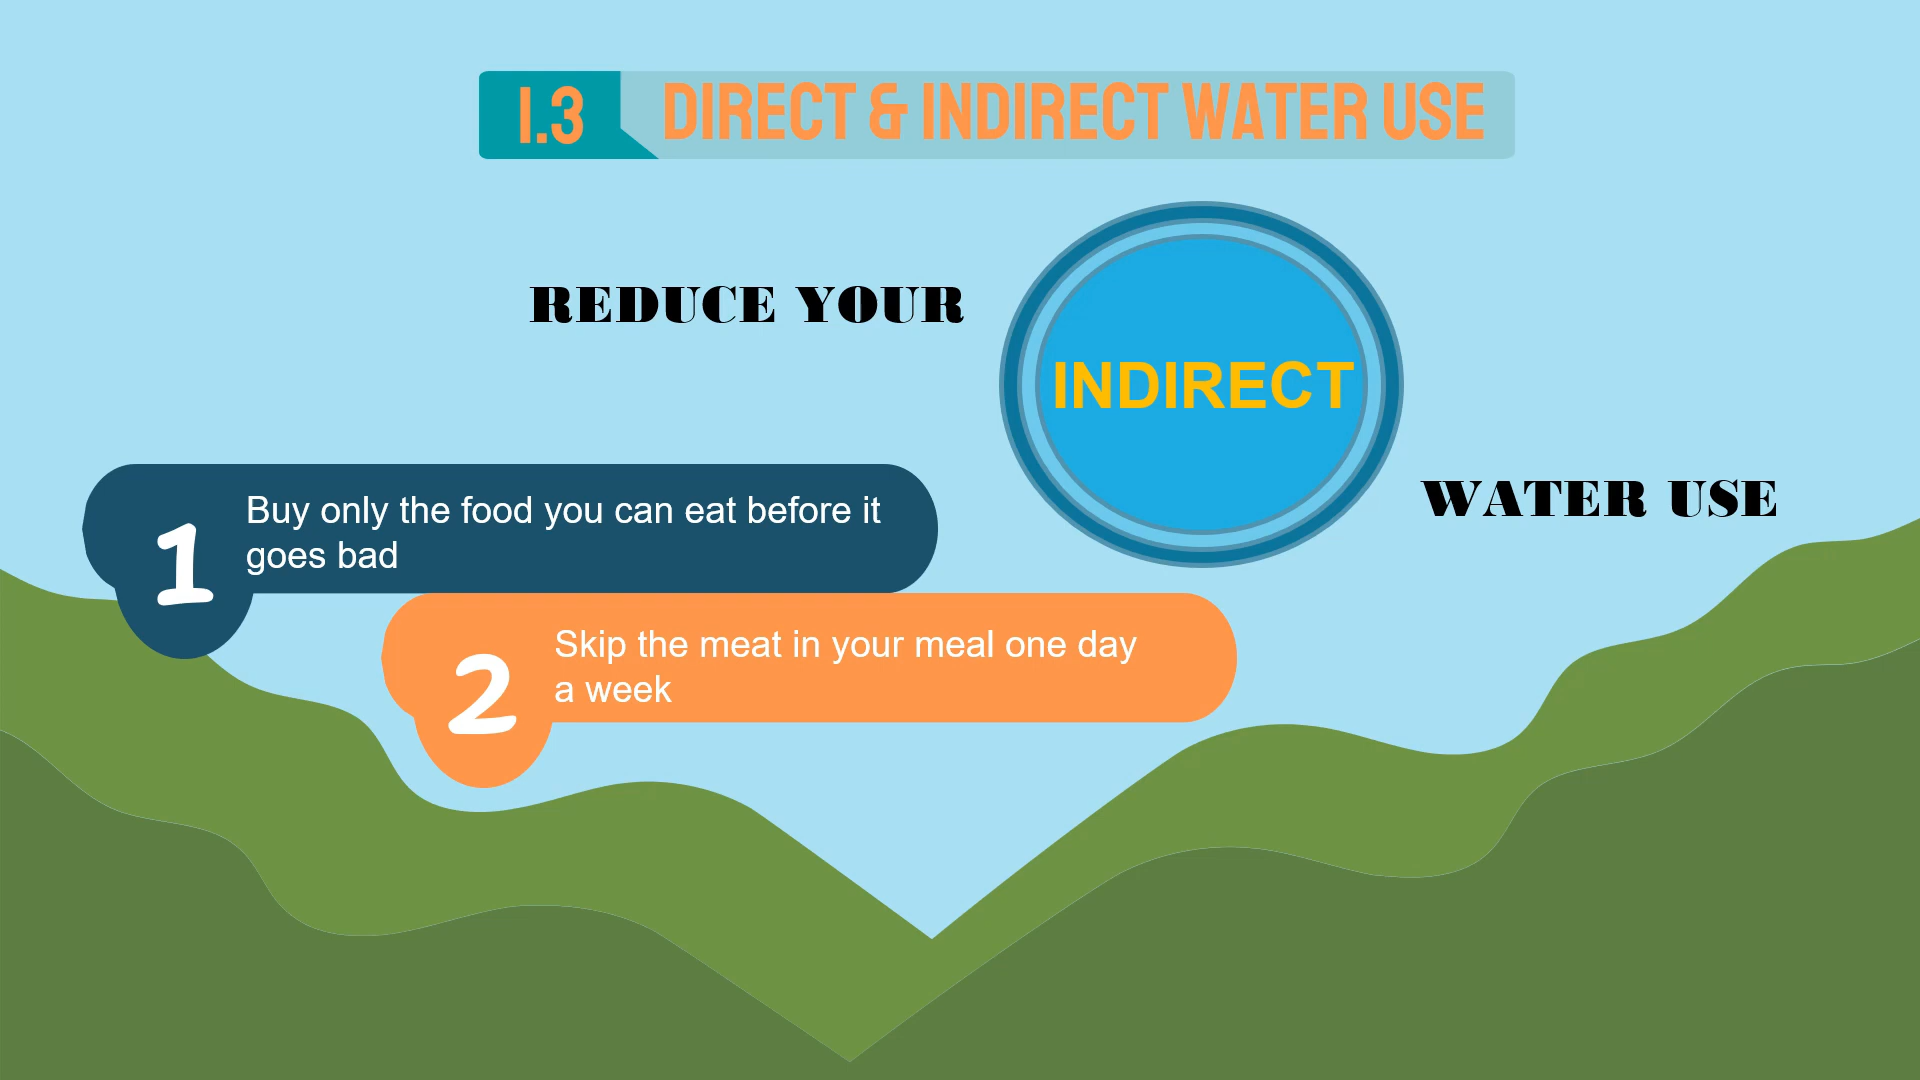 1.3 DIRECT & INDIRECT WATER USE
REDUCE YOUR
INDIRECT
WATER USE
1
Buy only the food you can eat before it
goes bad
2
Skip the meat in your meal one day
a week